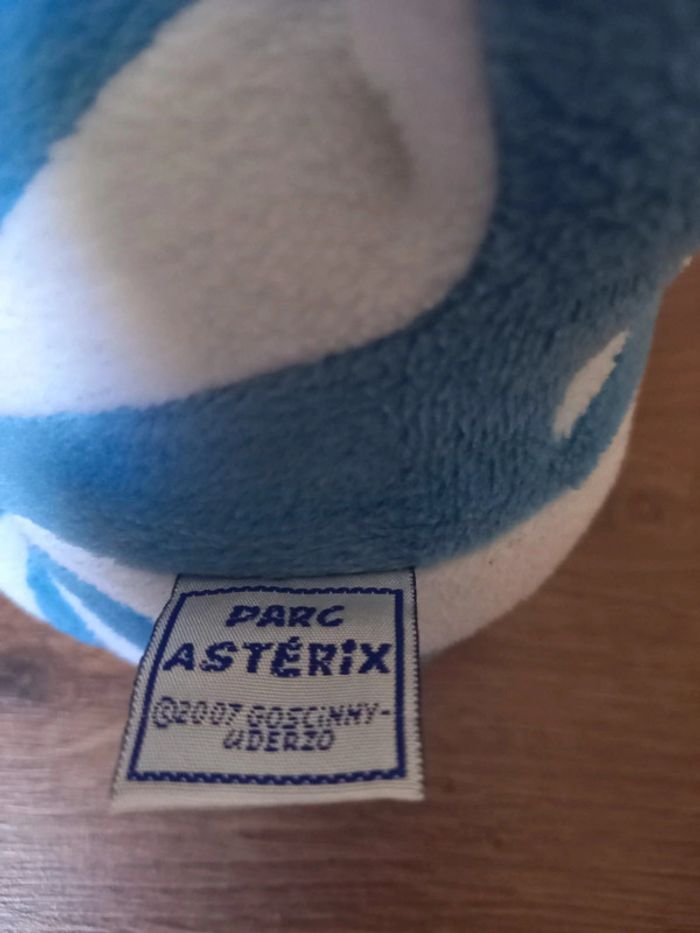 PARC
ASTÉRiX
©2007 GOSCiNNY-
UDERZO